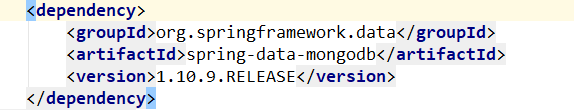 <dependency>
<groupId>org.springframework.data</groupId>
<artifactId>spring-data-mongodb</artifactId>
<version>1.10.9.RELEASE</version>
</dependency>